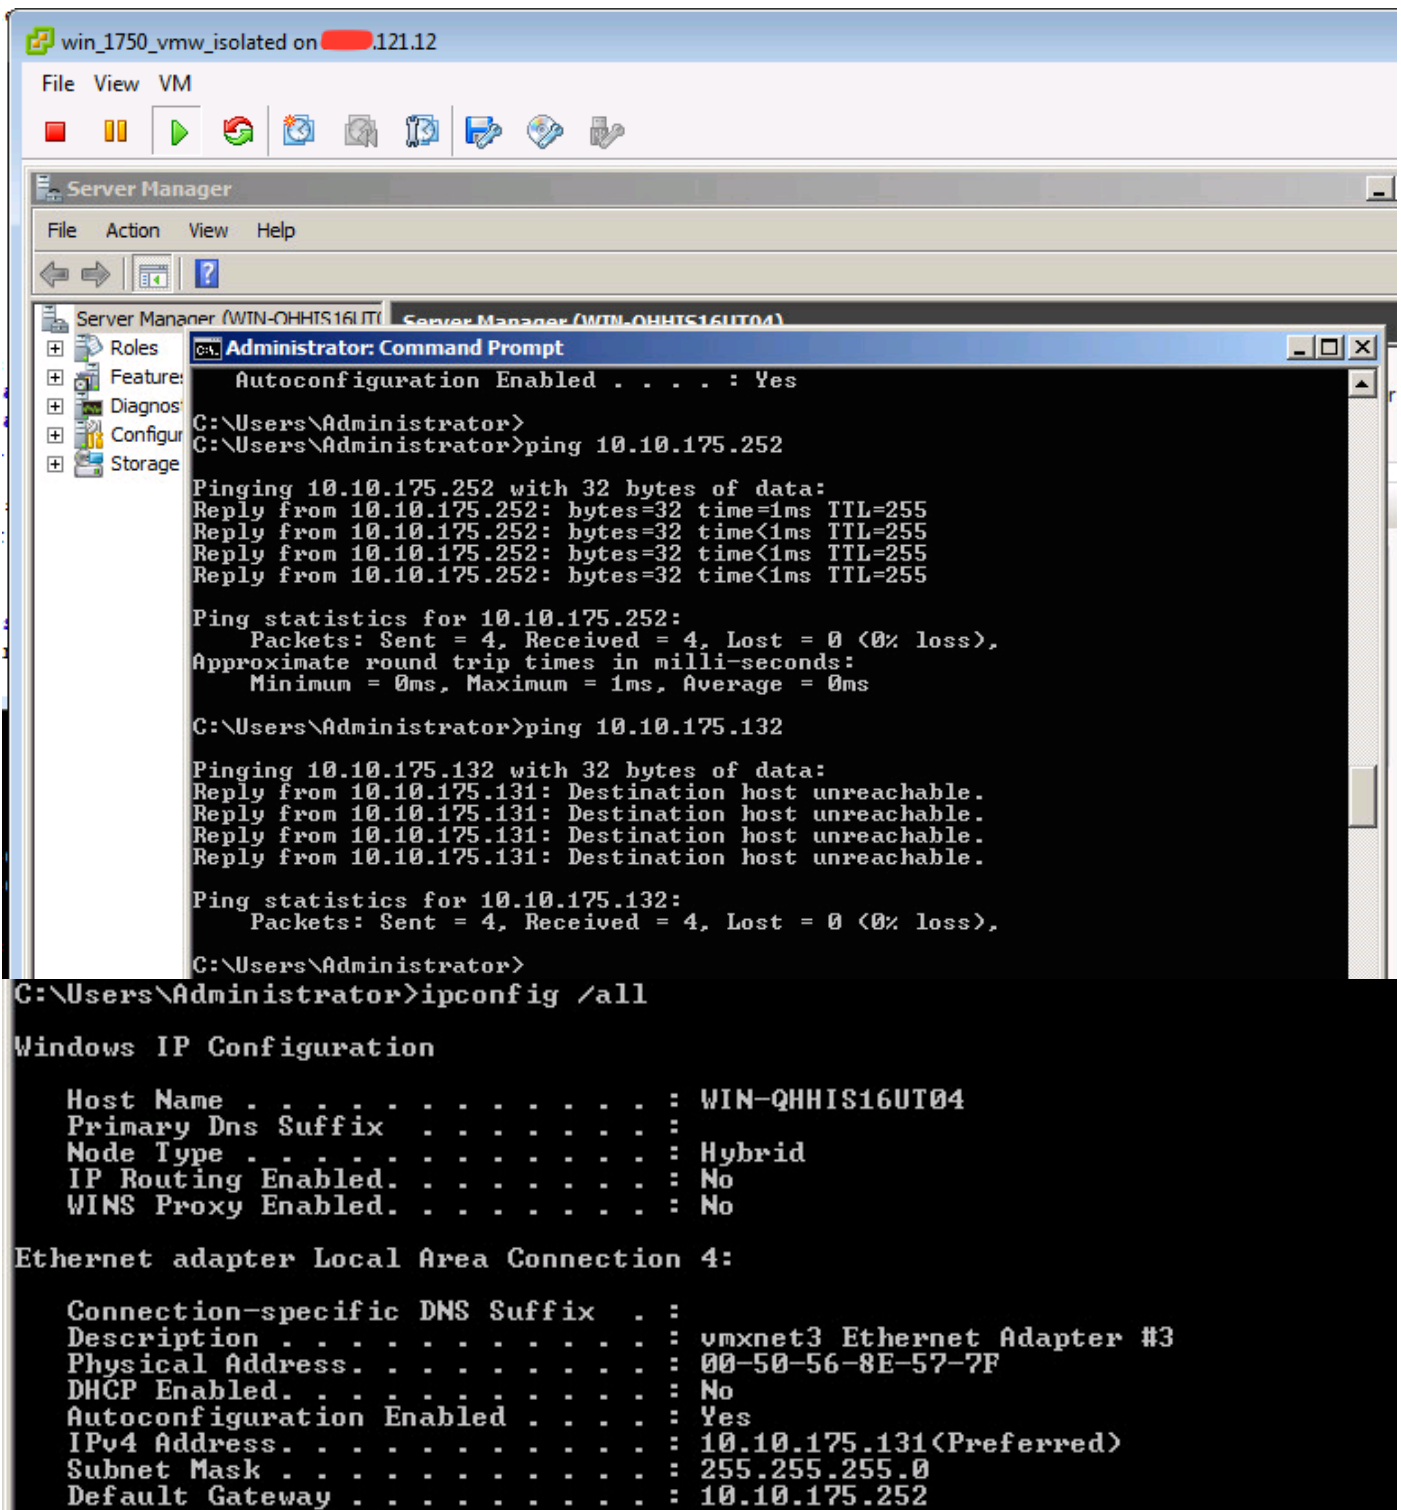 win_1750_vmw_isolated on .121.12
File View VM
Server Manager
File Action View Help
Server Manager (WIN-QHHIS16UT0
Server Manager (WIN-QHHIS16UT04)
Roles
Features
Diagnos
Configur
Storage
Administrator: Command Prompt
Autoconfiguration Enabled . . . . : Yes
C:\Users\Administrator>
C:\Users\Administrator>ping 10.10.175.252
Pinging 10.10.175.252 with 32 bytes of data:
Reply from 10.10.175.252: bytes=32 time=1ms TTL=255
Reply from 10.10.175.252: bytes=32 time<1ms TTL=255
Reply from 10.10.175.252: bytes=32 time<1ms TTL=255
Reply from 10.10.175.252: bytes=32 time<1ms TTL=255
Ping statistics for 10.10.175.252:
Packets: Sent = 4, Received = 4, Lost = 0 (0% loss),
Approximate round trip times in milli-seconds:
Minimum = 0ms, Maximum = 1ms, Average = 0ms
C:\Users\Administrator>ping 10.10.175.132
Pinging 10.10.175.132 with 32 bytes of data:
Reply from 10.10.175.131: Destination host unreachable.
Reply from 10.10.175.131: Destination host unreachable.
Reply from 10.10.175.131: Destination host unreachable.
Reply from 10.10.175.131: Destination host unreachable.
Ping statistics for 10.10.175.132:
Packets: Sent = 4, Received = 4, Lost = 0 (0% loss),
C:\Users\Administrator>
C:\Users\Administrator>ipconfig /all
Windows IP Configuration
Host Name . . . . . . . . . . . . : WIN-QHHIS16UT04
Primary Dns Suffix . . . . . . . :
Node Type . . . . . . . . . . . . : Hybrid
IP Routing Enabled. . . . . . . . : No
WINS Proxy Enabled. . . . . . . . : No
Ethernet adapter Local Area Connection 4:
Connection-specific DNS Suffix . :
Description . . . . . . . . . . . : vmxnet3 Ethernet Adapter #3
Physical Address. . . . . . . . . : 00-50-56-8E-57-7F
DHCP Enabled. . . . . . . . . . . : No
Autoconfiguration Enabled . . . . : Yes
IPv4 Address. . . . . . . . . . . : 10.10.175.131(Preferred)
Subnet Mask . . . . . . . . . . . : 255.255.255.0
Default Gateway . . . . . . . . . : 10.10.175.252